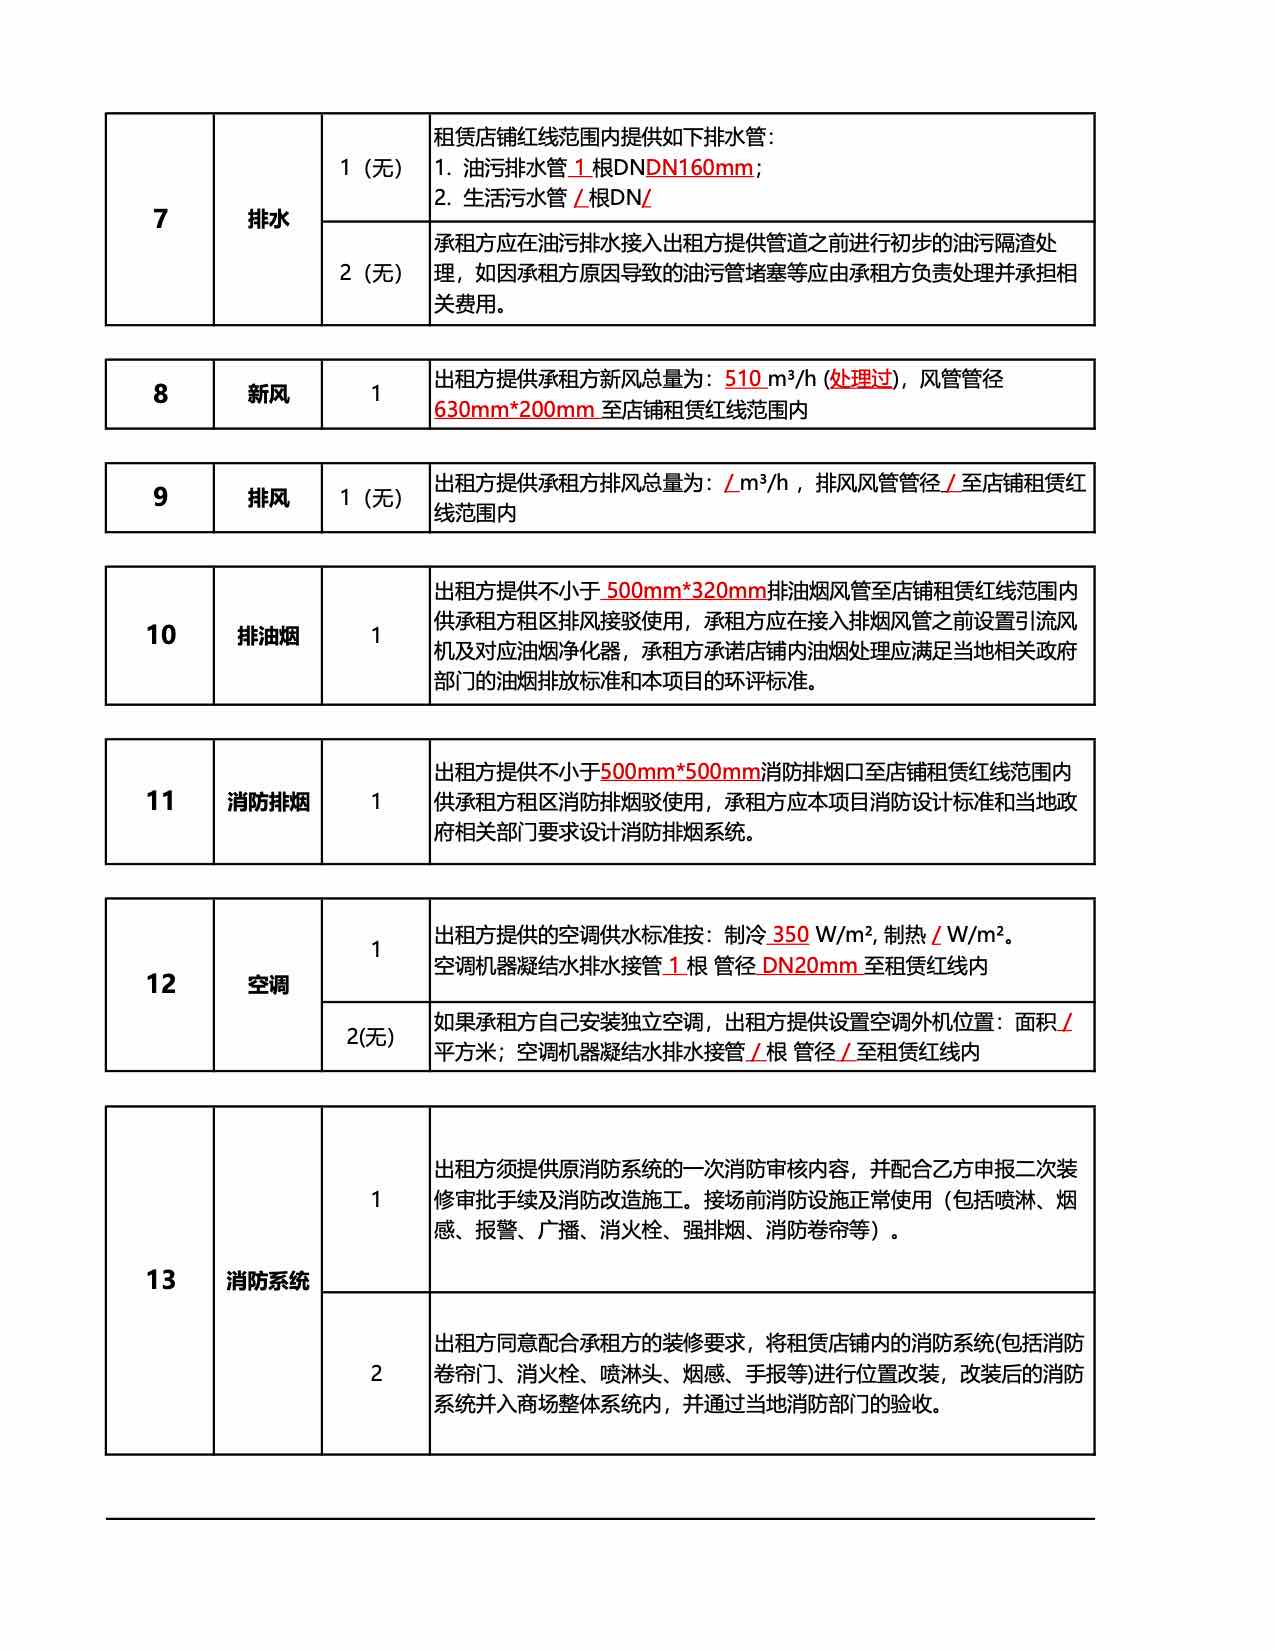 7
排水
1（无）
租赁店铺红线范围内提供如下排水管：
1. 油污排水管 1 根DNDN160mm；
2. 生活污水管 / 根DN/
2（无）
承租方应在油污排水接入出租方提供管道之前进行初步的油污隔渣处
理，如因承租方原因导致的油污管堵塞等应由承租方负责处理并承担相
关费用。
8
新风
1
出租方提供承租方新风总量为：510 m³/h (处理过)，风管管径
630mm*200mm 至店铺租赁红线范围内
9
排风
1（无）
出租方提供承租方排风总量为：/ m³/h ，排风风管管径 / 至店铺租赁红
线范围内
10
排油烟
1
出租方提供不小于 500mm*320mm排油烟风管至店铺租赁红线范围内
供承租方租区排风接驳使用，承租方应在接入排烟风管之前设置引流风
机及对应油烟净化器，承租方承诺店铺内油烟处理应满足当地相关政府
部门的油烟排放标准和本项目的环评标准。
11
消防排烟
1
出租方提供不小于500mm*500mm消防排烟口至店铺租赁红线范围内
供承租方租区消防排烟驳使用，承租方应本项目消防设计标准和当地政
府相关部门要求设计消防排烟系统。
12
空调
1
出租方提供的空调供水标准按：制冷 350 W/m², 制热 / W/m²。
空调机器凝结水排水接管 1 根 管径 DN20mm 至租赁红线内
2(无)
如果承租方自己安装独立空调，出租方提供设置空调外机位置：面积 /
平方米；空调机器凝结水排水接管 / 根 管径 / 至租赁红线内
13
消防系统
1
出租方须提供原消防系统的一次消防审核内容，并配合乙方申报二次装
修审批手续及消防改造施工。接场前消防设施正常使用（包括喷淋、烟
感、报警、广播、消火栓、强排烟、消防卷帘等）。
2
出租方同意配合承租方的装修要求，将租赁店铺内的消防系统(包括消防
卷帘门、消火栓、喷淋头、烟感、手报等)进行位置改装，改装后的消防
系统并入商场整体系统内，并通过当地消防部门的验收。